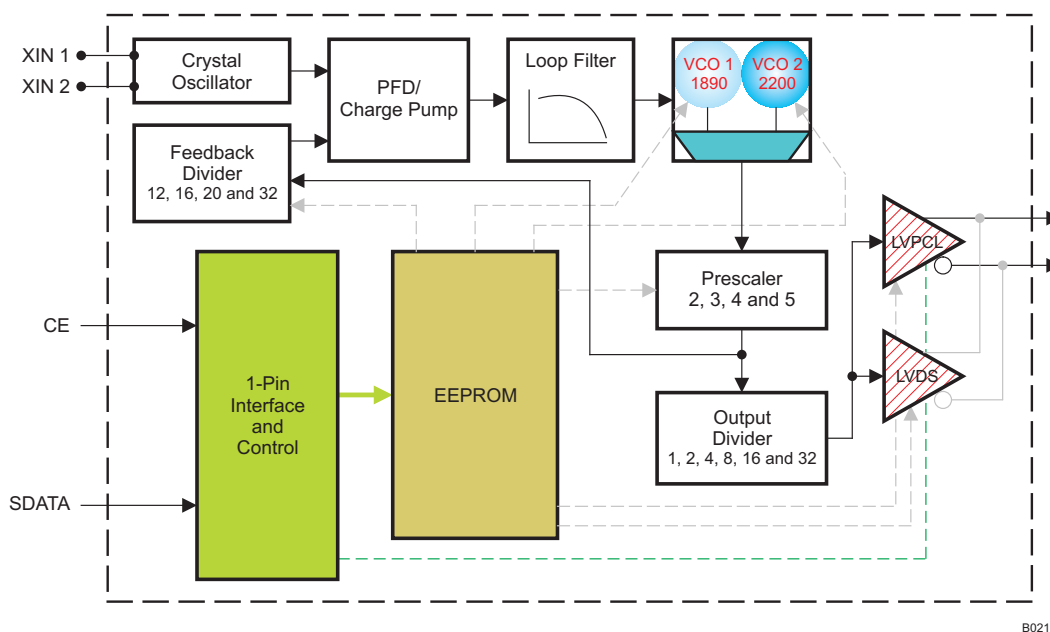 XIN 1
XIN 2
Crystal
Oscillator
PFD/
Charge Pump
Loop Filter
VCO 1
1890
VCO 2
2200
Feedback
Divider
12, 16, 20 and 32
CE
SDATA
1-Pin
Interface
and
Control
EEPROM
Prescaler
2, 3, 4 and 5
Output
Divider
1, 2, 4, 8, 16 and 32
LVPCL
LVDS
B021